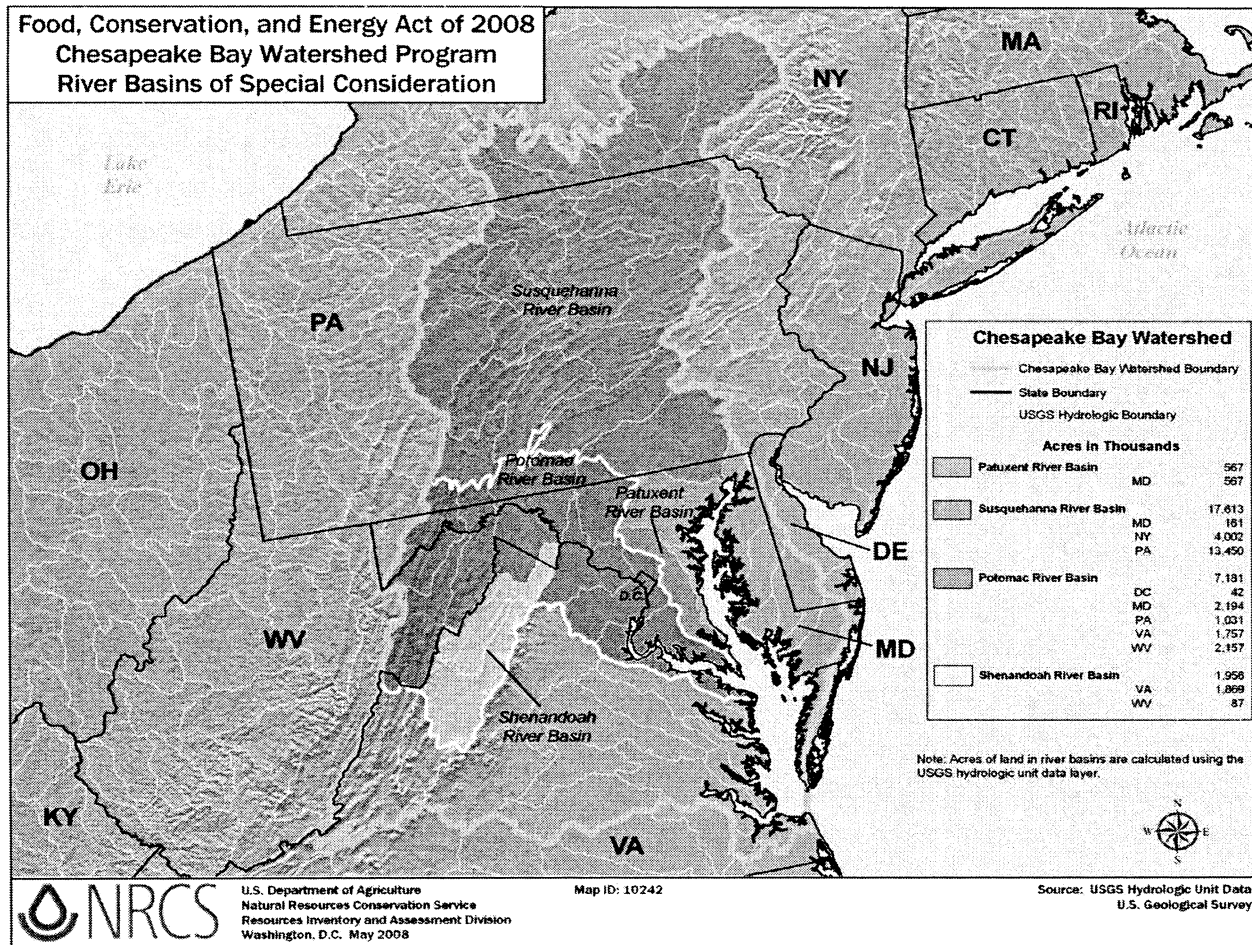 Food, Conservation, and Energy Act of 2008
Chesapeake Bay Watershed Program
River Basins of Special Consideration
MA
NY
RI
CT
Lake
Erie
Atlantic
Ocean
Susquehanna
River Basin
PA
NJ
OH
Potomac
River Basin
Patuxent
River Basin
DE
D.C.
WV
MD
Shenandoah
River Basin
KY
VA
Chesapeake Bay Watershed
Chesapeake Bay Watershed Boundary
State Boundary
USGS Hydrologic Boundary
Acres in Thousands
Patuxent River Basin 567
MD 567
Susquehanna River Basin 17,613
MD 161
NY 4,002
PA 13,450
Potomac River Basin 7,181
DC 42
MD 2,194
PA 1,031
VA 1,757
WV 2,157
Shenandoah River Basin 1,956
VA 1,869
WV 87
Note: Acres of land in river basins are calculated using the
USGS hydrologic unit data layer.
N
W E
S
NRCS
U.S. Department of Agriculture
Natural Resources Conservation Service
Resources Inventory and Assessment Division
Washington, D.C. May 2008
Map ID: 10242
Source: USGS Hydrologic Unit Data
U.S. Geological Survey